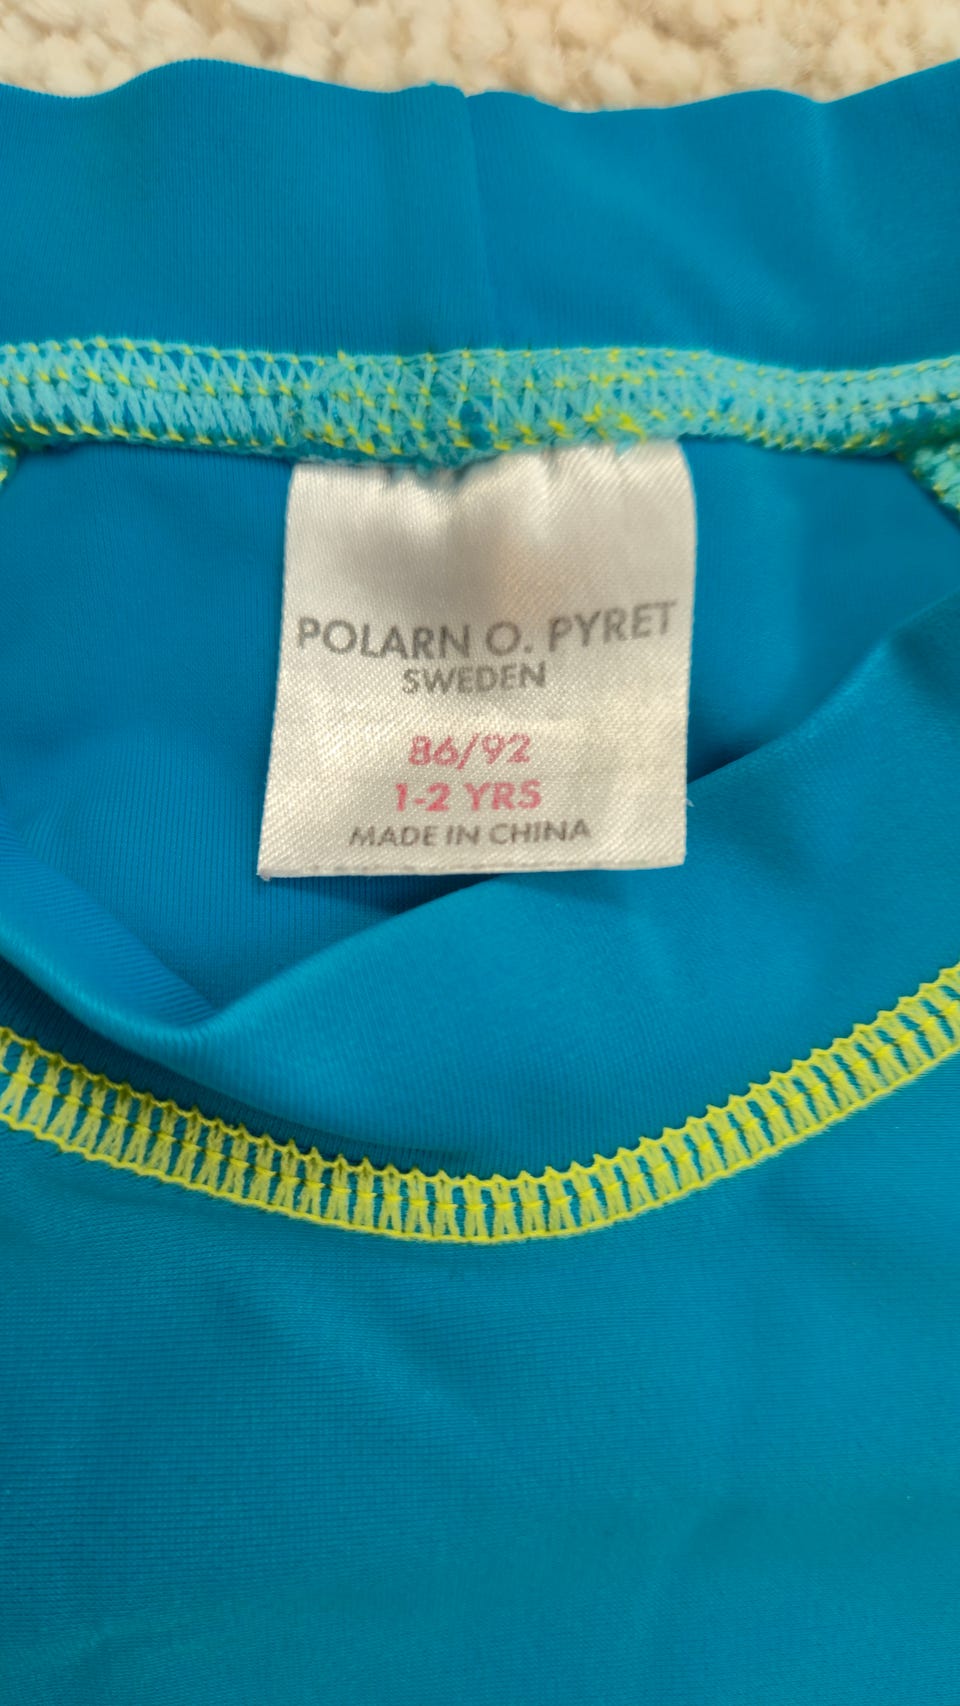 POLARN O. PYRET
SWEDEN
86/92
1-2 YRS
MADE IN CHINA